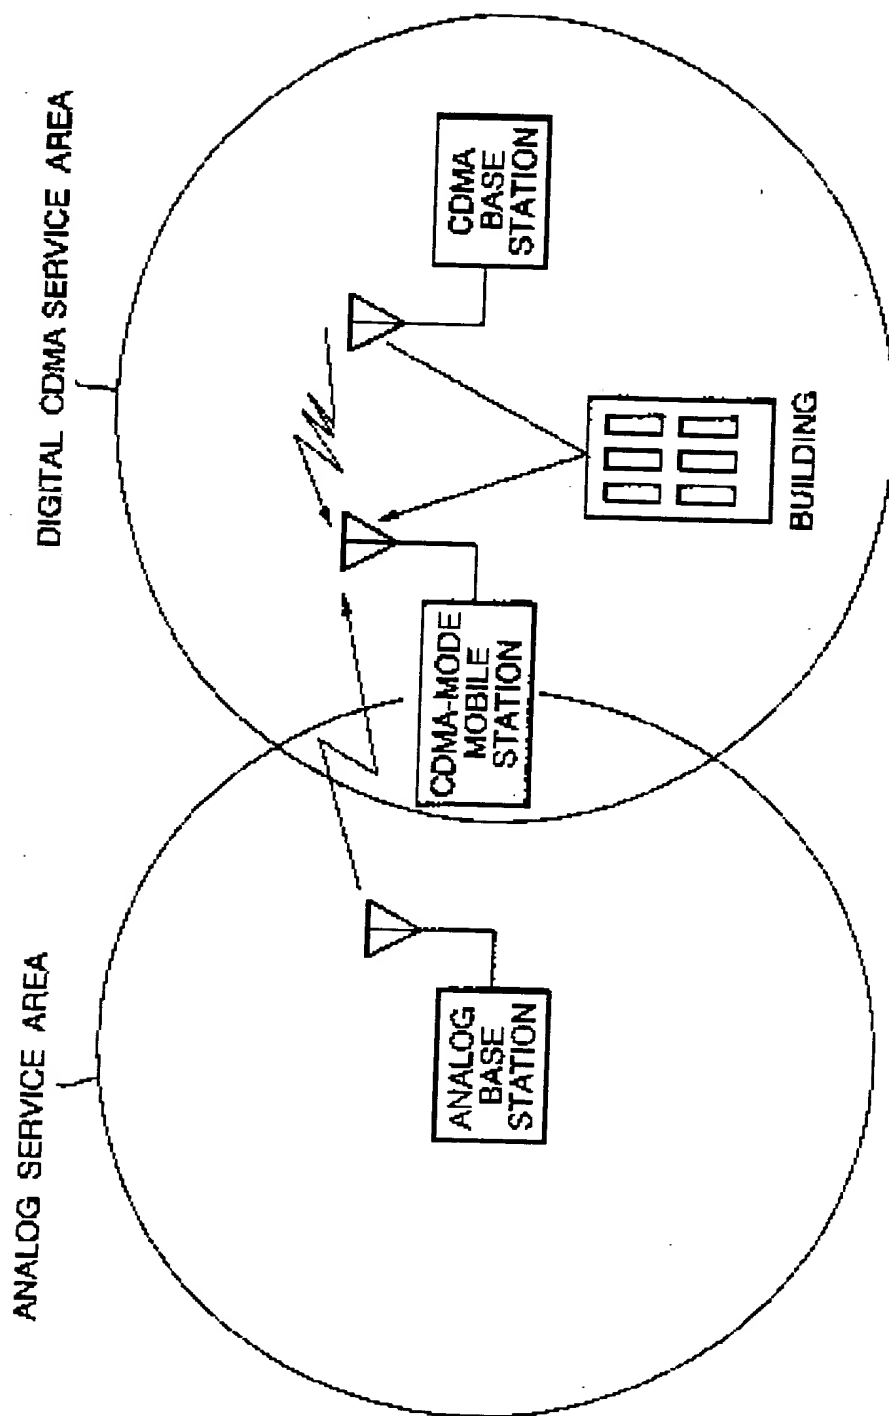 ANALOG SERVICE AREA
DIGITAL CDMA SERVICE AREA
ANALOG
BASE
STATION
CDMA-MODE
MOBILE
STATION
CDMA
BASE
STATION
BUILDING